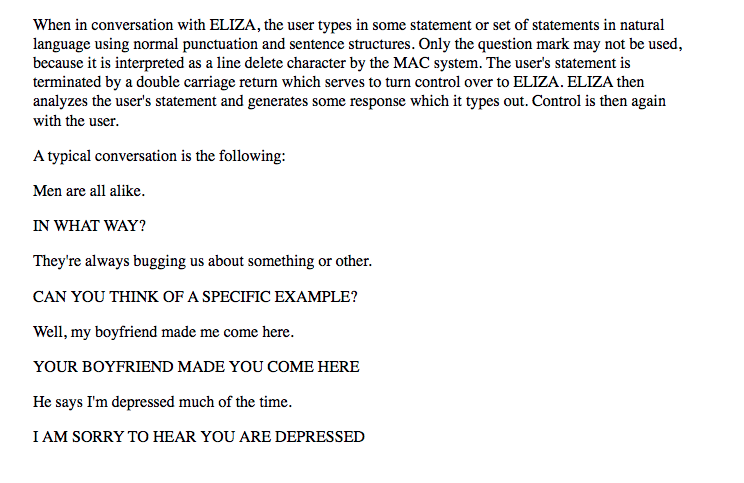 When in conversation with ELIZA, the user types in some statement or set of statements in natural
language using normal punctuation and sentence structures. Only the question mark may not be used,
because it is interpreted as a line delete character by the MAC system. The user's statement is
terminated by a double carriage return which serves to turn control over to ELIZA. ELIZA then
analyzes the user's statement and generates some response which it types out. Control is then again
with the user.
A typical conversation is the following:
Men are all alike.
IN WHAT WAY?
They're always bugging us about something or other.
CAN YOU THINK OF A SPECIFIC EXAMPLE?
Well, my boyfriend made me come here.
YOUR BOYFRIEND MADE YOU COME HERE
He says I'm depressed much of the time.
I AM SORRY TO HEAR YOU ARE DEPRESSED